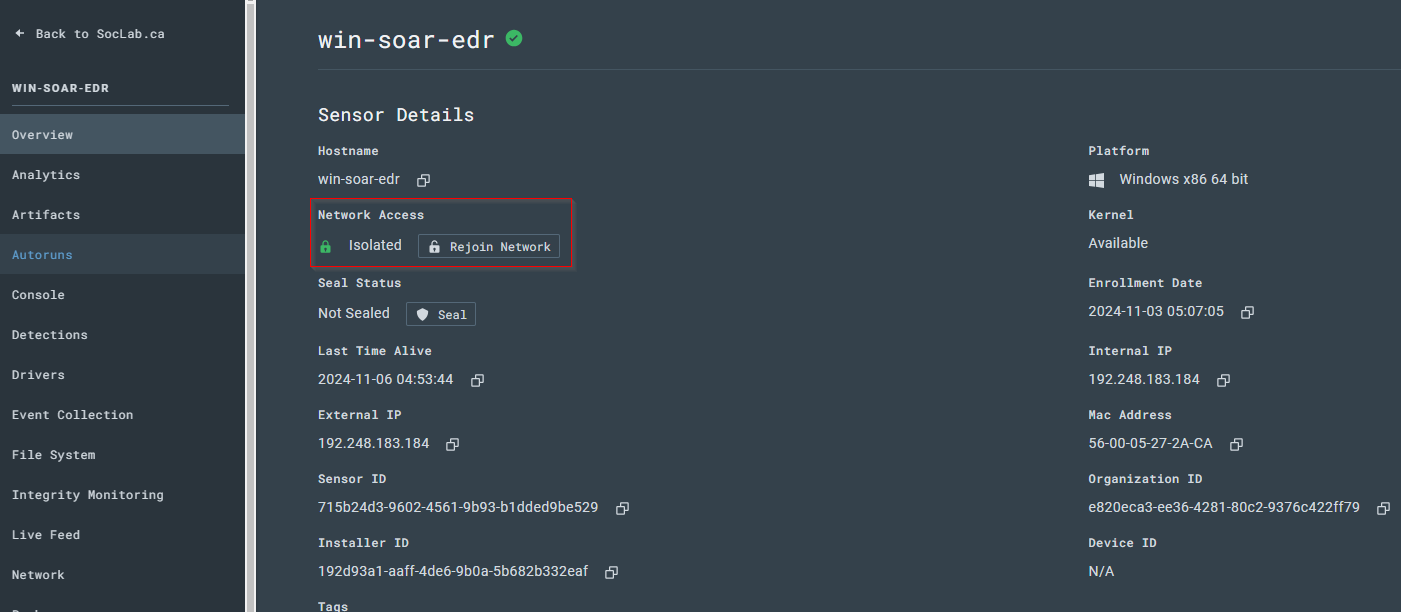 Back to SocLab.ca
WIN-SOAR-EDR
Overview
Analytics
Artifacts
Autoruns
Console
Detections
Drivers
Event Collection
File System
Integrity Monitoring
Live Feed
Network
win-soar-edr
Sensor Details
Hostname
win-soar-edr
Network Access
Isolated Rejoin Network
Seal Status
Not Sealed Seal
Last Time Alive
2024-11-06 04:53:44
External IP
192.248.183.184
Sensor ID
715b24d3-9602-4561-9b93-b1dded9be529
Installer ID
192d93a1-aaff-4de6-9b0a-5b682b332eaf
Tags
Platform
Windows x86 64 bit
Kernel
Available
Enrollment Date
2024-11-03 05:07:05
Internal IP
192.248.183.184
Mac Address
56-00-05-27-2A-CA
Organization ID
e820eca3-ee36-4281-80c2-9376c422ff79
Device ID
N/A